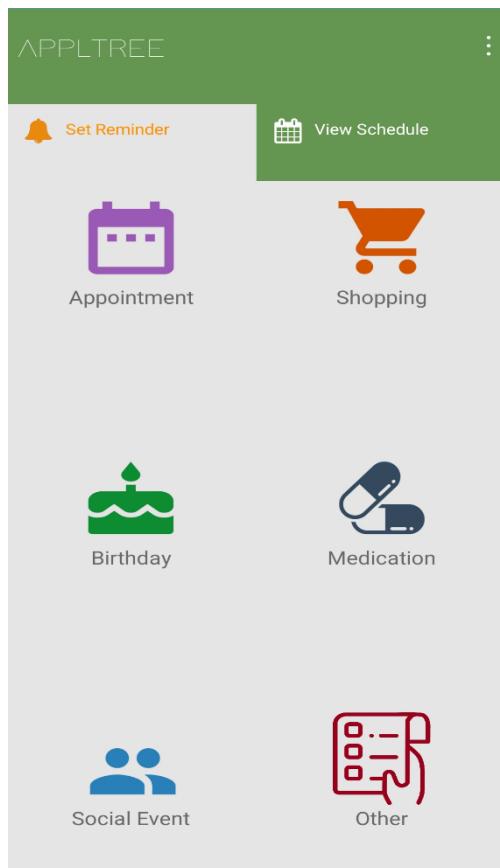 APPLTREE
Set Reminder
View Schedule
Appointment
Shopping
Birthday
Medication
Social Event
Other